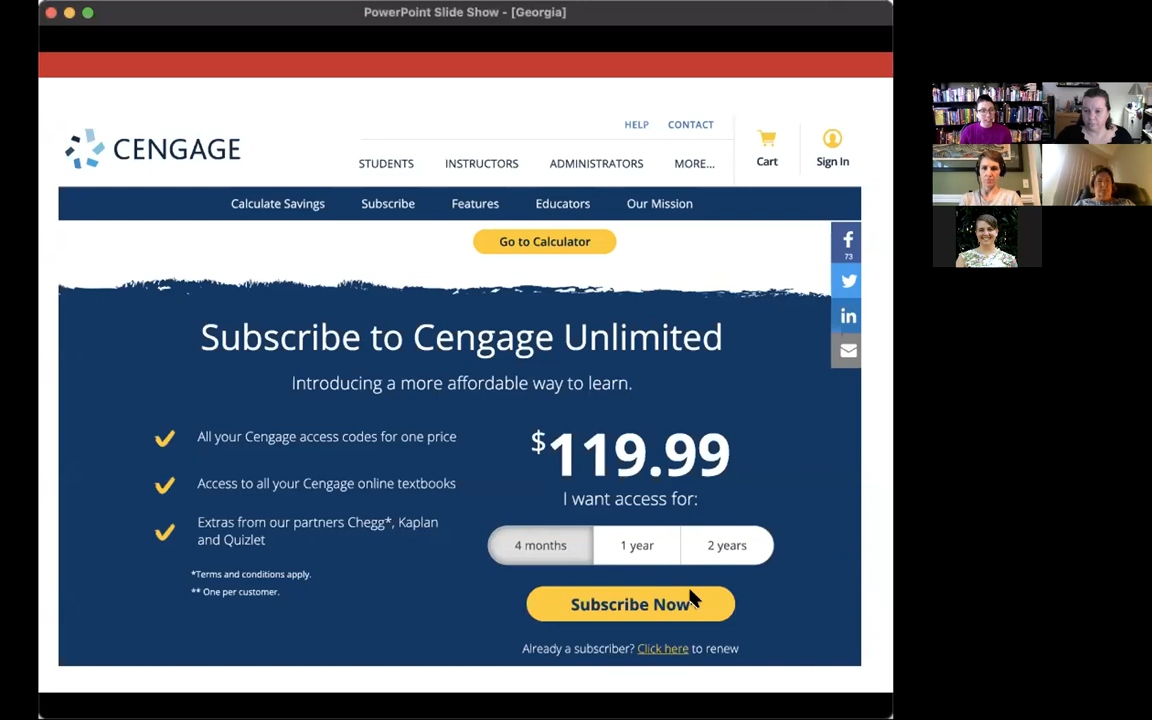 PowerPoint Slide Show - [Georgia]
HELP CONTACT
CENGAGE
STUDENTS INSTRUCTORS ADMINISTRATORS MORE... Cart Sign In
Calculate Savings Subscribe Features Educators Our Mission
Go to Calculator
f
73
in
Subscribe to Cengage Unlimited
Introducing a more affordable way to learn.
All your Cengage access codes for one price
Access to all your Cengage online textbooks
Extras from our partners Chegg*, Kaplan
and Quizlet
*Terms and conditions apply.
** One per customer.
$119.99
I want access for:
4 months 1 year 2 years
Subscribe Now
Already a subscriber? Click here to renew